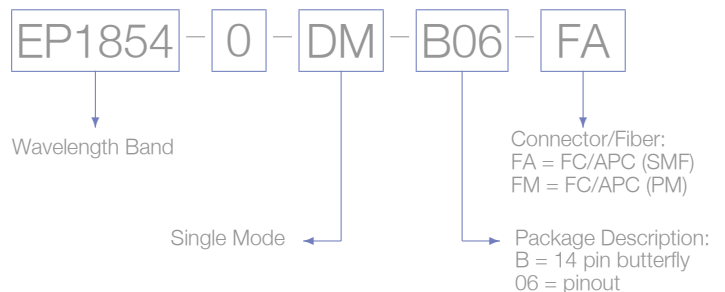 EP1854 - 0 - DM - B06 - FA
Wavelength Band
Connector/Fiber:
FA = FC/APC (SMF)
FM = FC/APC (PM)
Single Mode
Package Description:
B = 14 pin butterfly
06 = pinout